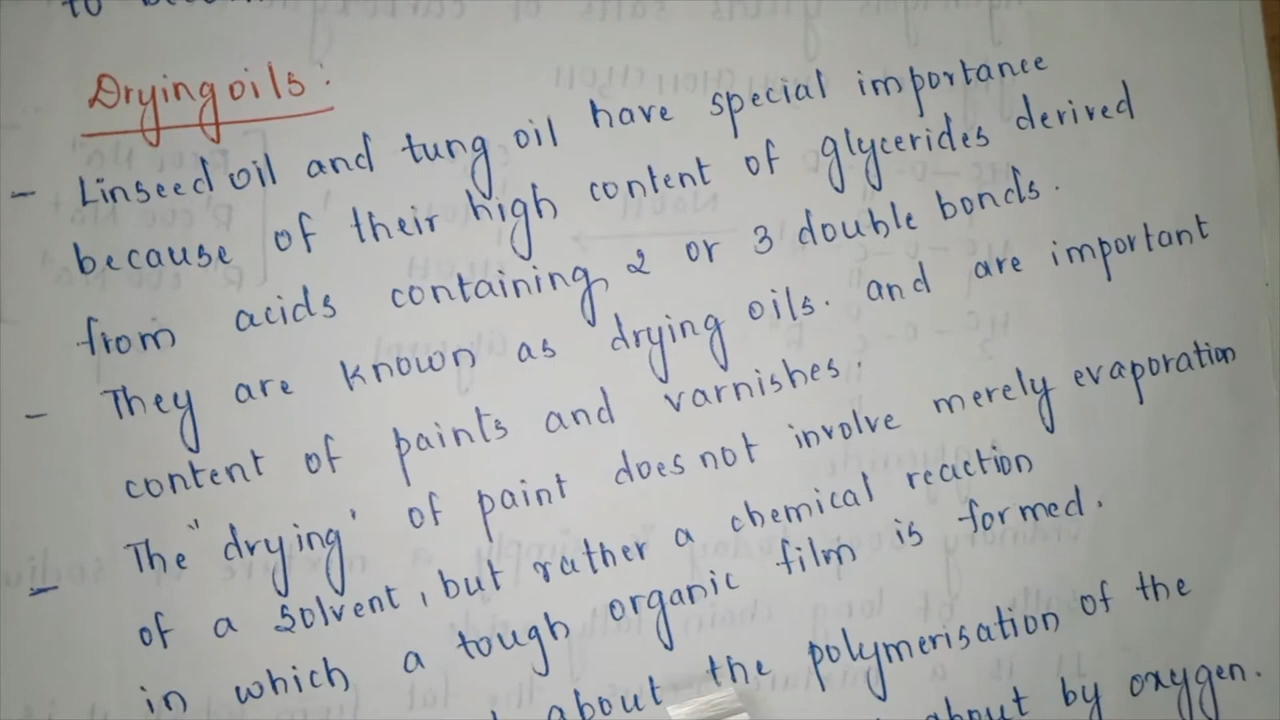 to
Drying oils:
- Linseed oil and tung oil have special importance
because of their high content of glycerides derived
from acids containing 2 or 3 double bonds.
- They are known as drying oils. and are important
content of paints and varnishes.
- The "drying' of paint does not involve merely evaporation
of a solvent, but rather a chemical reaction
in which a tough organic film is formed.
about the polymerisation of the
about by oxygen.